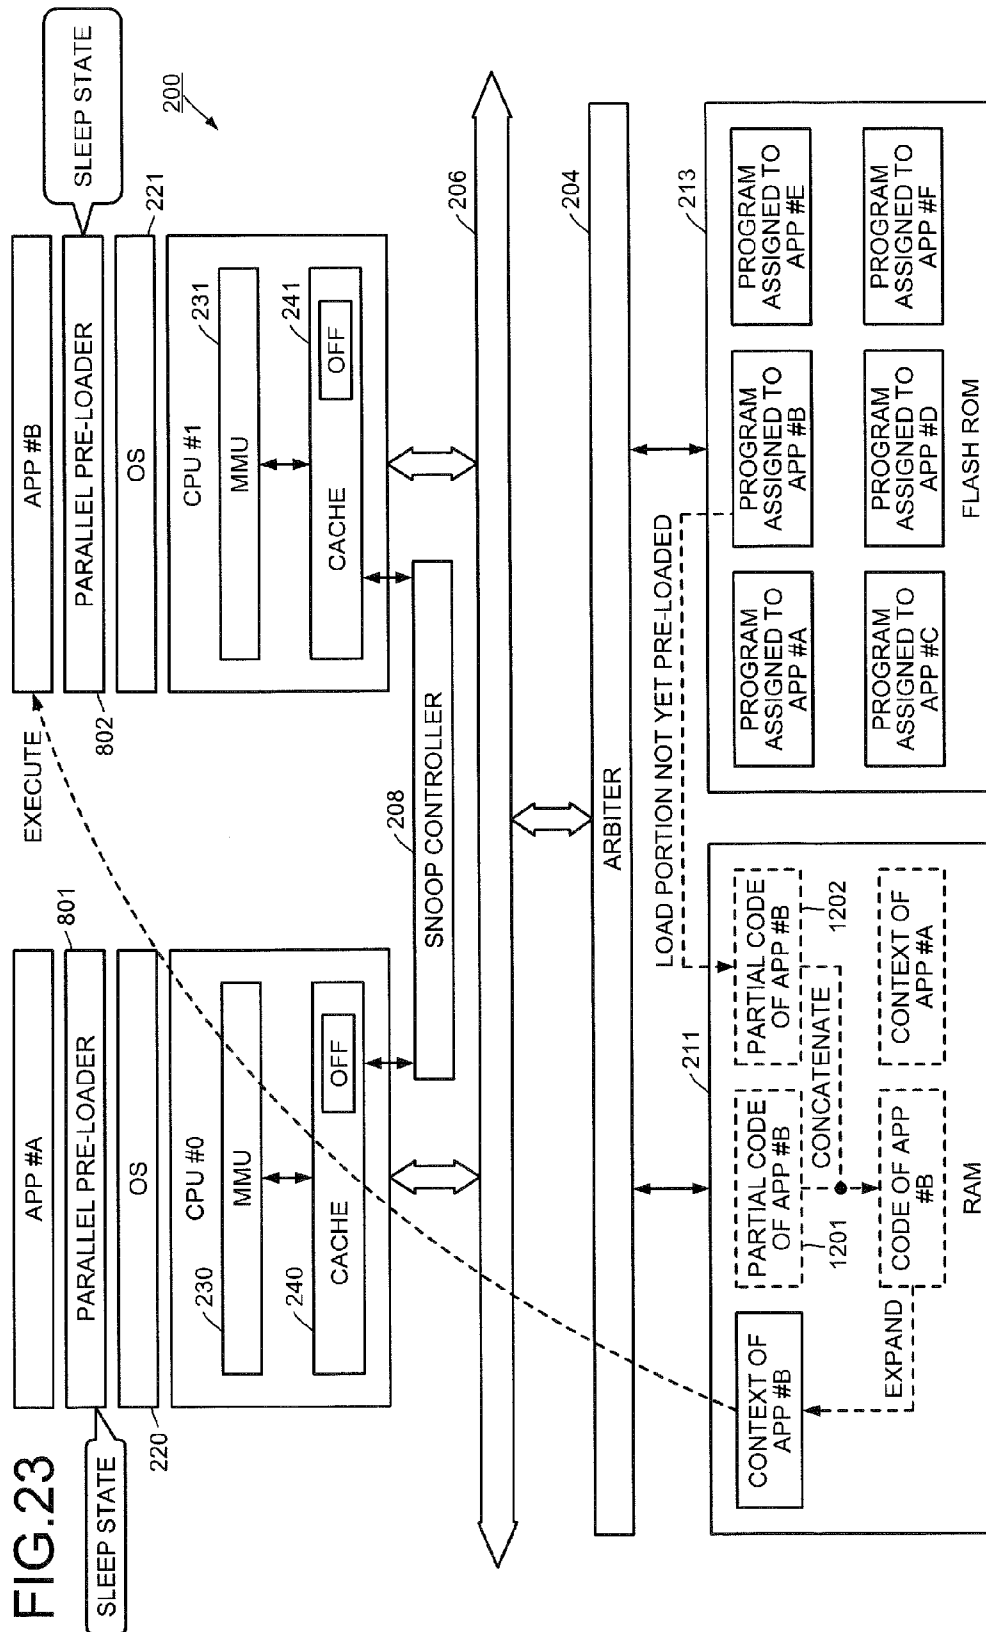 FIG.23
200
APP #A
801
PARALLEL PRE-LOADER
SLEEP STATE
OS
220
CPU #0
230
MMU
240
CACHE
OFF
EXECUTE
APP #B
802
PARALLEL PRE-LOADER
SLEEP STATE
OS
221
CPU #1
231
MMU
241
CACHE
OFF
208
SNOOP CONTROLLER
206
204
ARBITER
211
CONTEXT OF
APP #B
PARTIAL CODE
OF APP #B
1201
PARTIAL CODE
OF APP #B
1202
CONCATENATE
EXPAND
CODE OF APP
#B
CONTEXT OF
APP #A
RAM
LOAD PORTION NOT YET PRE-LOADED
213
PROGRAM
ASSIGNED TO
APP #A
PROGRAM
ASSIGNED TO
APP #B
PROGRAM
ASSIGNED TO
APP #E
PROGRAM
ASSIGNED TO
APP #C
PROGRAM
ASSIGNED TO
APP #D
PROGRAM
ASSIGNED TO
APP #F
FLASH ROM